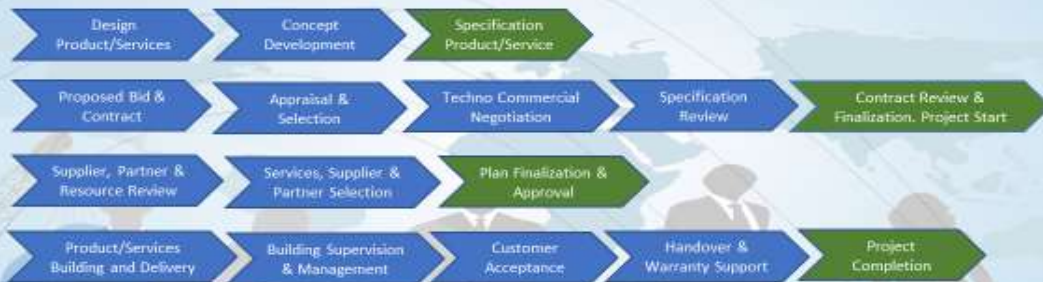 Design
Product/Services
Concept
Development
Specification
Product/Service
Proposed Bid &
Contract
Appraisal &
Selection
Techno Commercial
Negotiation
Specification
Review
Contract Review &
Finalization. Project Start
Supplier, Partner &
Resource Review
Services, Supplier &
Partner Selection
Plan Finalization &
Approval
Product/Services
Building and Delivery
Building Supervision
& Management
Customer
Acceptance
Handover &
Warranty Support
Project
Completion